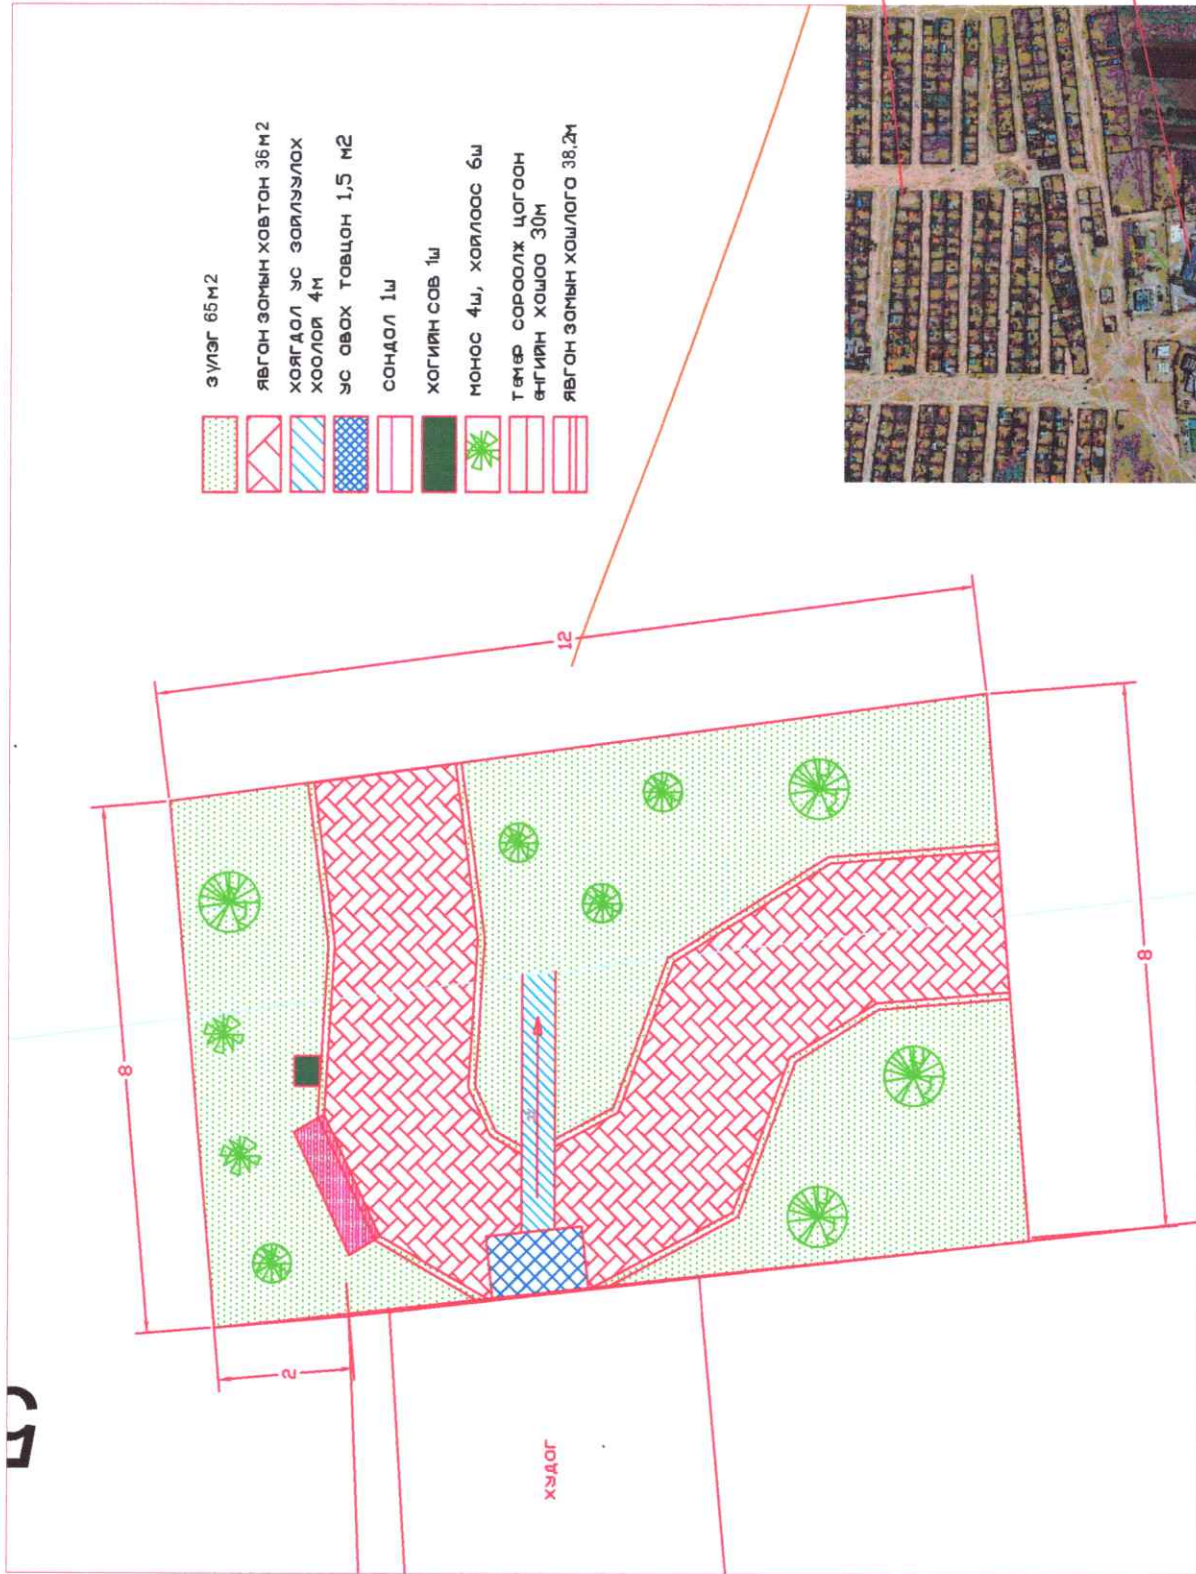 зүлэг 65м2
явган замын хавтан 36м2
хаягдал ус зайлуулах
хоолой 4м
ус авах тавцан 1,5 м2
сандал 1ш
хогийн сав 1ш
монос 4ш, хайлаас 6ш
төмөр сараалж цагаан
өнгийн хашаа 30м
явган замын хашлага 38,2м
12
8
8
2
худаг